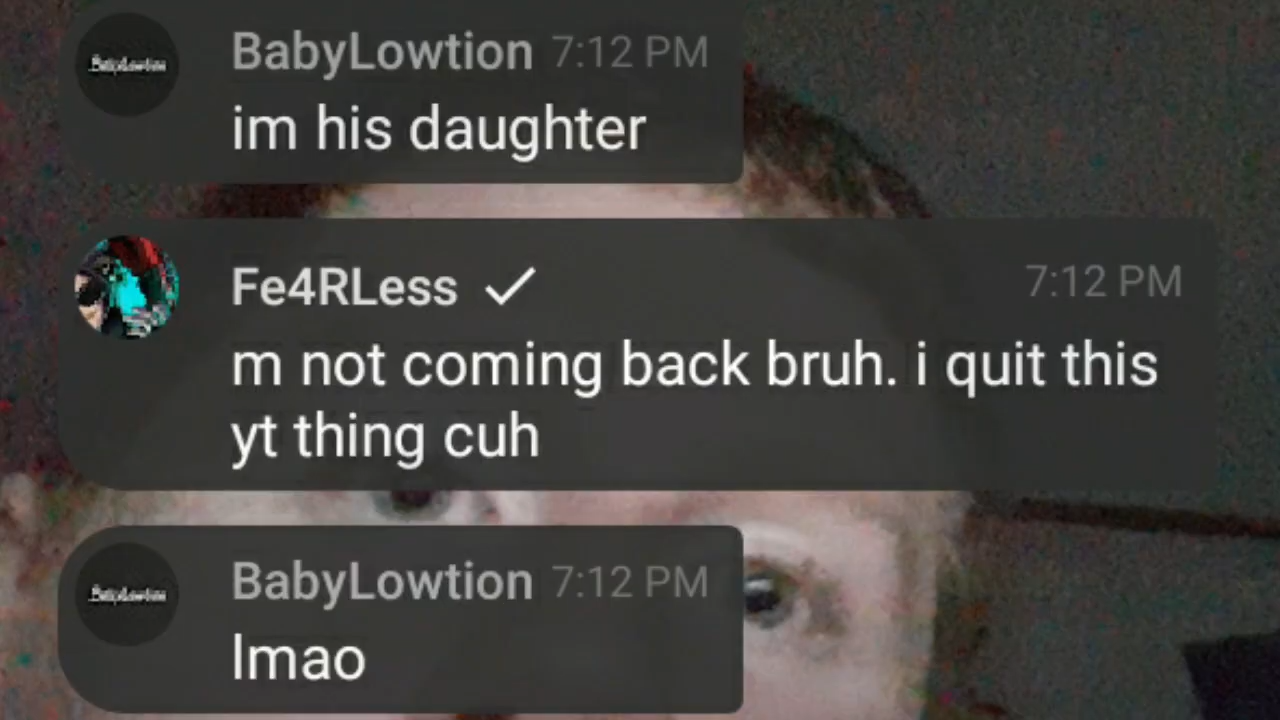 BabyLowtion 7:12 PM
im his daughter
Fe4RLess ✓ 7:12 PM
m not coming back bruh. i quit this
yt thing cuh
BabyLowtion 7:12 PM
lmao